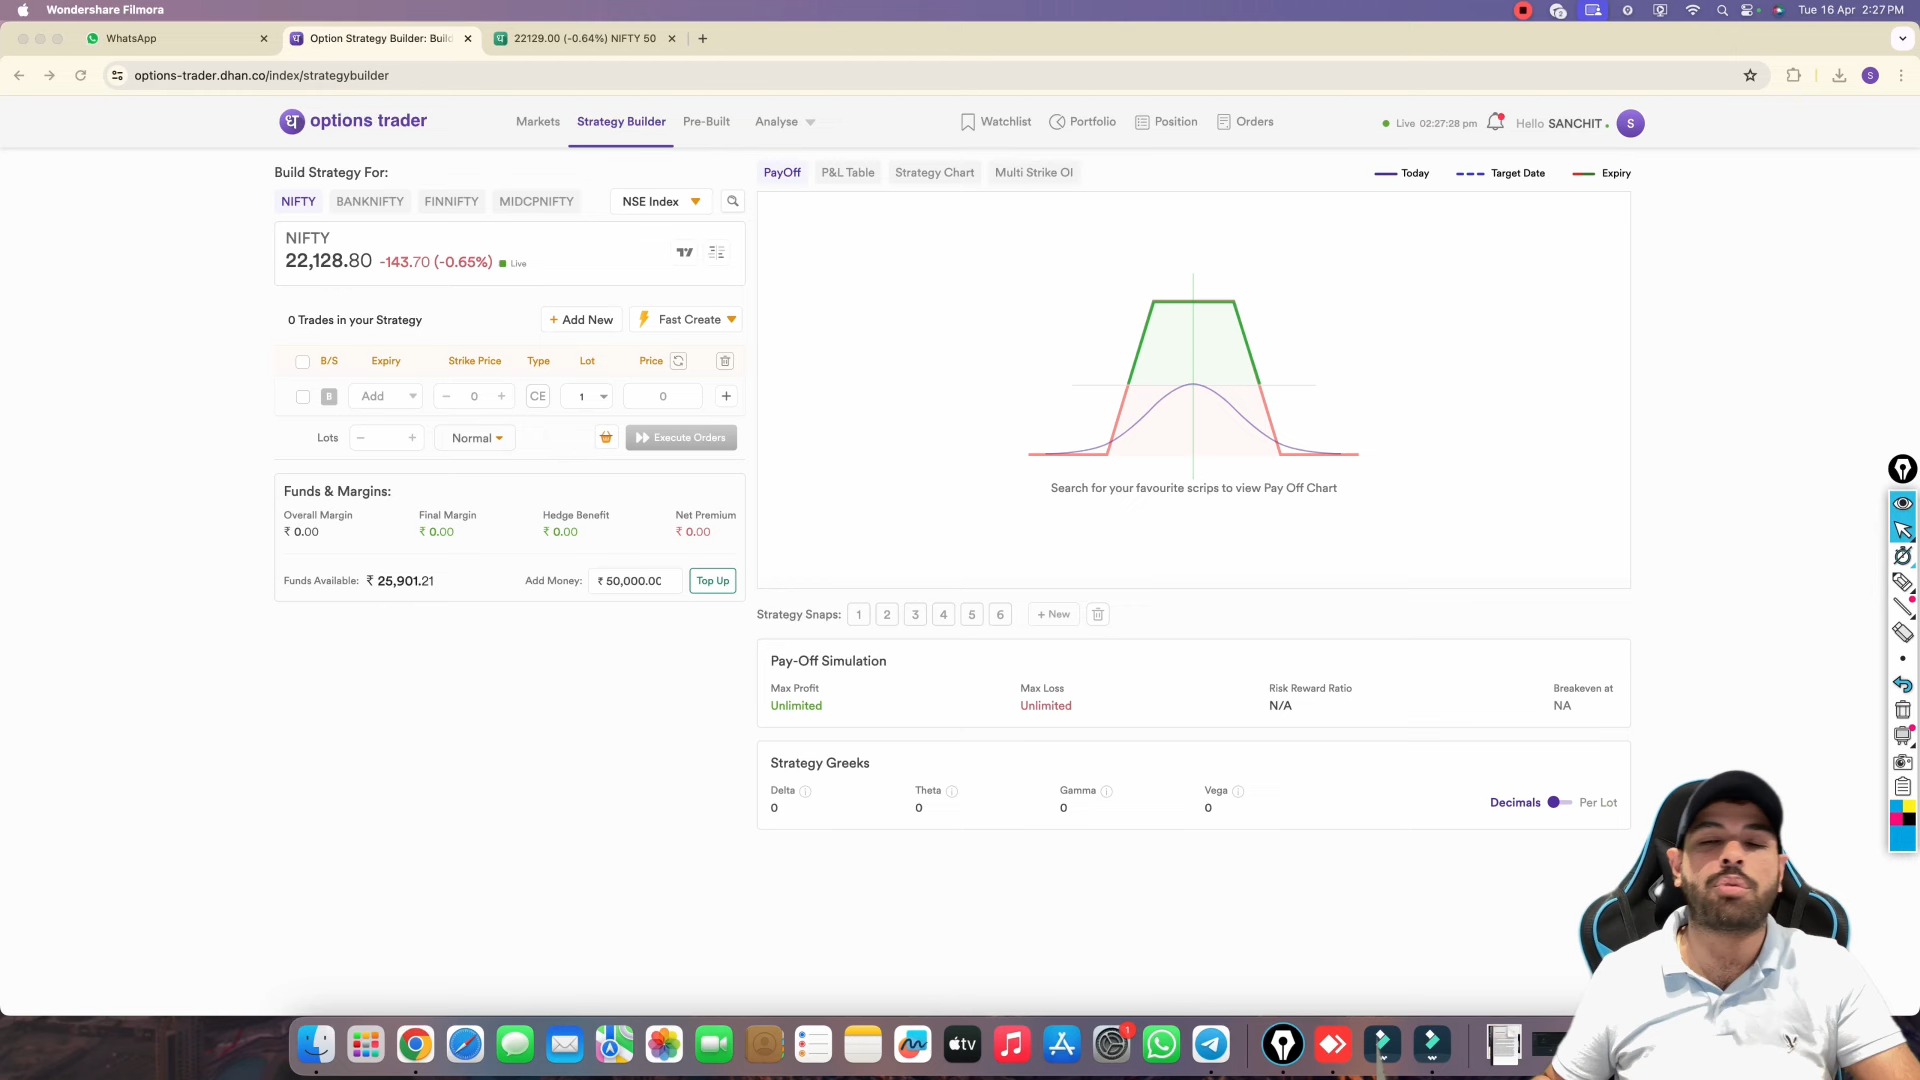 Wondershare Filmora
Tue 16 Apr 2:27 PM
WhatsApp
Option Strategy Builder: Buil
22129.00 (-0.64%) NIFTY 50
options-trader.dhan.co/index/strategybuilder
S
ध options trader
Markets
Strategy Builder
Pre-Built
Analyse
Watchlist
Portfolio
Position
Orders
Live 02:27:28 pm
Hello SANCHIT
S
Build Strategy For:
NIFTY
BANKNIFTY
FINNIFTY
MIDCPNIFTY
NSE Index
NIFTY
22,128.80 -143.70 (-0.65%) Live
0 Trades in your Strategy
+ Add New
Fast Create
B/S
Expiry
Strike Price
Type
Lot
Price
B
Add
− 0 +
CE
1
0
+
Lots
− +
Normal
Execute Orders
Funds & Margins:
Overall Margin
Final Margin
Hedge Benefit
Net Premium
₹ 0.00
₹ 0.00
₹ 0.00
₹ 0.00
Funds Available: ₹ 25,901.21
Add Money: ₹ 50,000.00
Top Up
PayOff
P&L Table
Strategy Chart
Multi Strike OI
Today
Target Date
Expiry
Search for your favourite scrips to view Pay Off Chart
Strategy Snaps: 1 2 3 4 5 6 + New
Pay-Off Simulation
Max Profit
Max Loss
Risk Reward Ratio
Breakeven at
Unlimited
Unlimited
N/A
NA
Strategy Greeks
Delta
Theta
Gamma
Vega
0
0
0
0
Decimals
Per Lot
tv
1